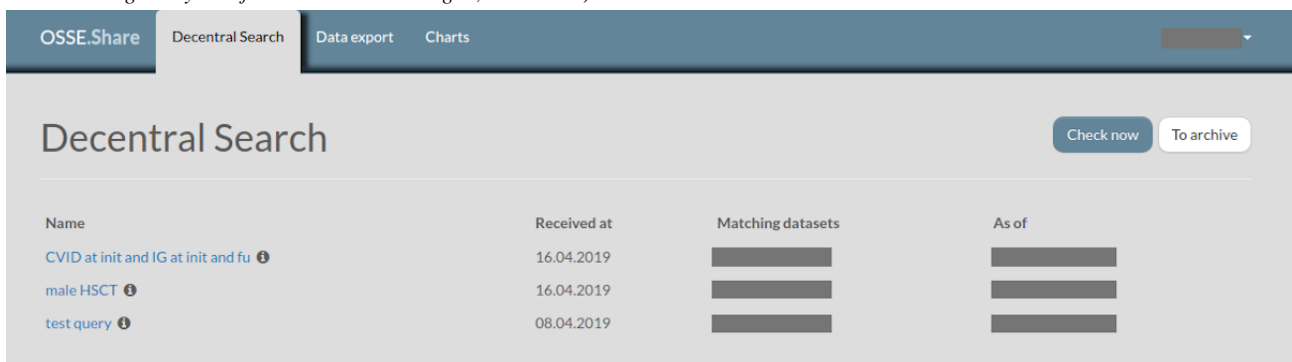 OSSE.Share Decentral Search Data export Charts
Decentral Search Check now To archive
Name Received at Matching datasets As of
CVID at init and IG at init and fu 16.04.2019
male HSCT 16.04.2019
test query 08.04.2019